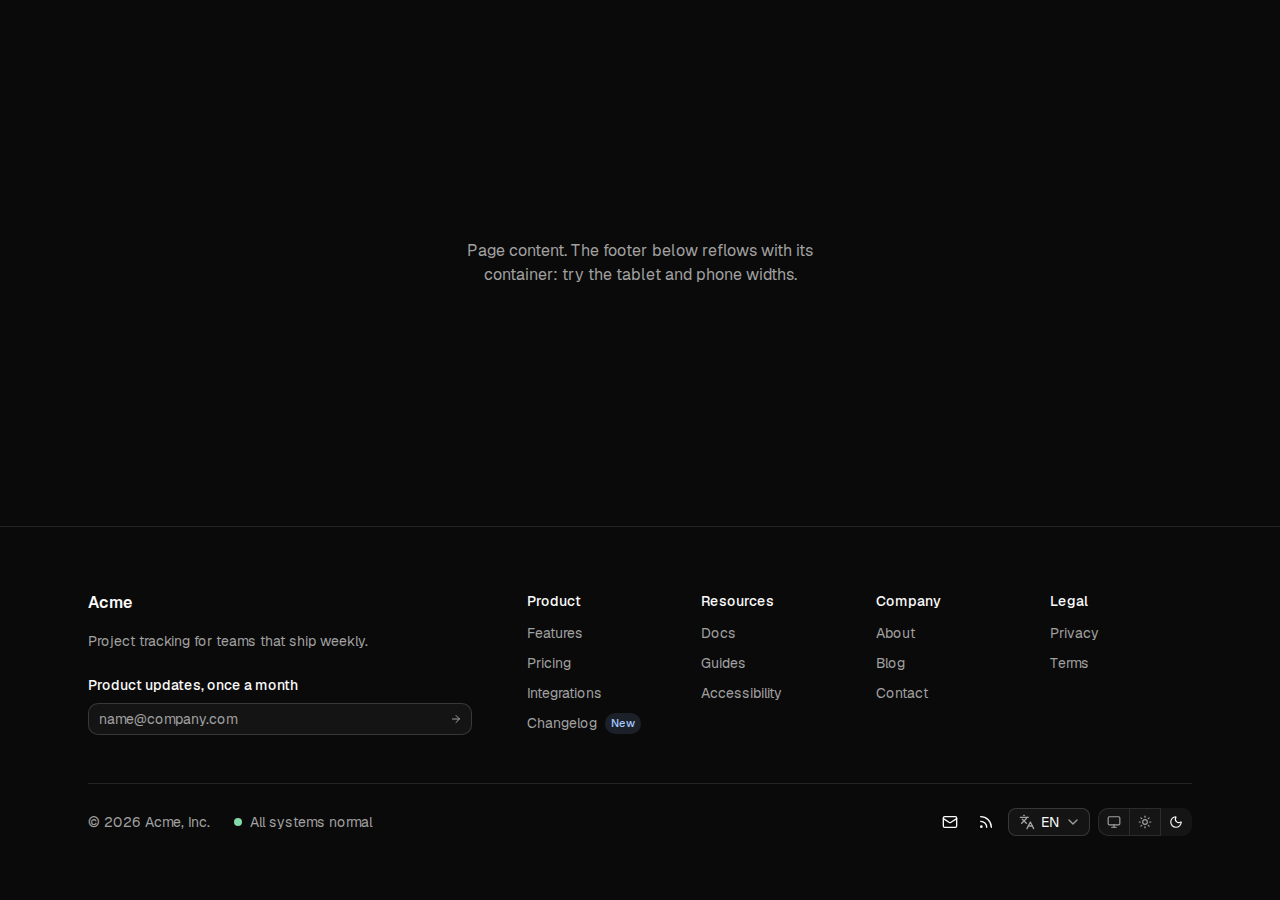 Page content. The footer below reflows with its
container: try the tablet and phone widths.
Acme
Project tracking for teams that ship weekly.
Product updates, once a month
name@company.com
Product
Features
Pricing
Integrations
Changelog New
Resources
Docs
Guides
Accessibility
Company
About
Blog
Contact
Legal
Privacy
Terms
© 2026 Acme, Inc.
All systems normal
EN